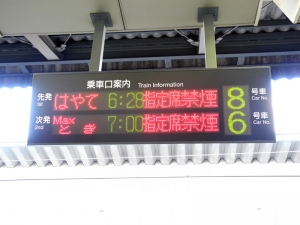 乗車口案内 Train Information
先発 1st はやて 6:28 指定席禁煙 8 号車 Car No.
次発 2nd Max とき 7:00 指定席禁煙 6 号車 Car No.